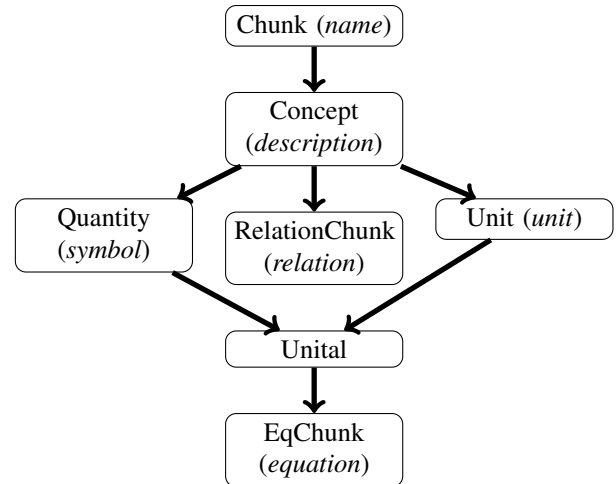 Chunk (name)
Concept
(description)
Quantity
(symbol)
RelationChunk
(relation)
Unit (unit)
Unital
EqChunk
(equation)